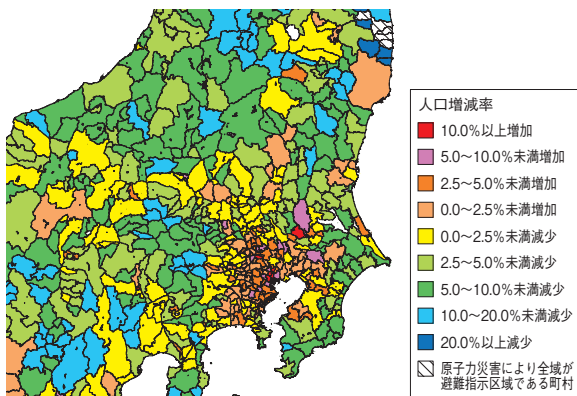 人口増減率
10.0%以上増加
5.0～10.0%未満増加
2.5～5.0%未満増加
0.0～2.5%未満増加
0.0～2.5%未満減少
2.5～5.0%未満減少
5.0～10.0%未満減少
10.0～20.0%未満減少
20.0%以上減少
原子力災害により全域が
避難指示区域である町村